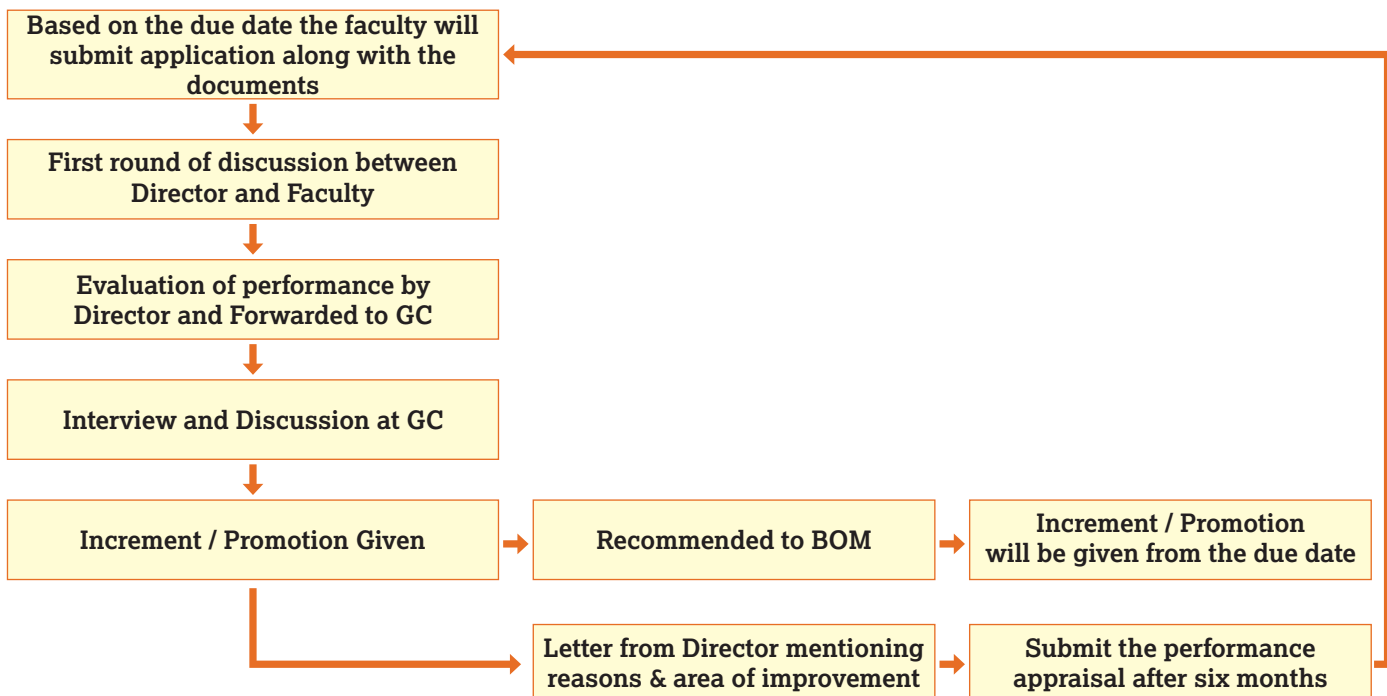 Based on the due date the faculty will
submit application along with the
documents
First round of discussion between
Director and Faculty
Evaluation of performance by
Director and Forwarded to GC
Interview and Discussion at GC
Increment / Promotion Given
Recommended to BOM
Increment / Promotion
will be given from the due date
Letter from Director mentioning
reasons & area of improvement
Submit the performance
appraisal after six months